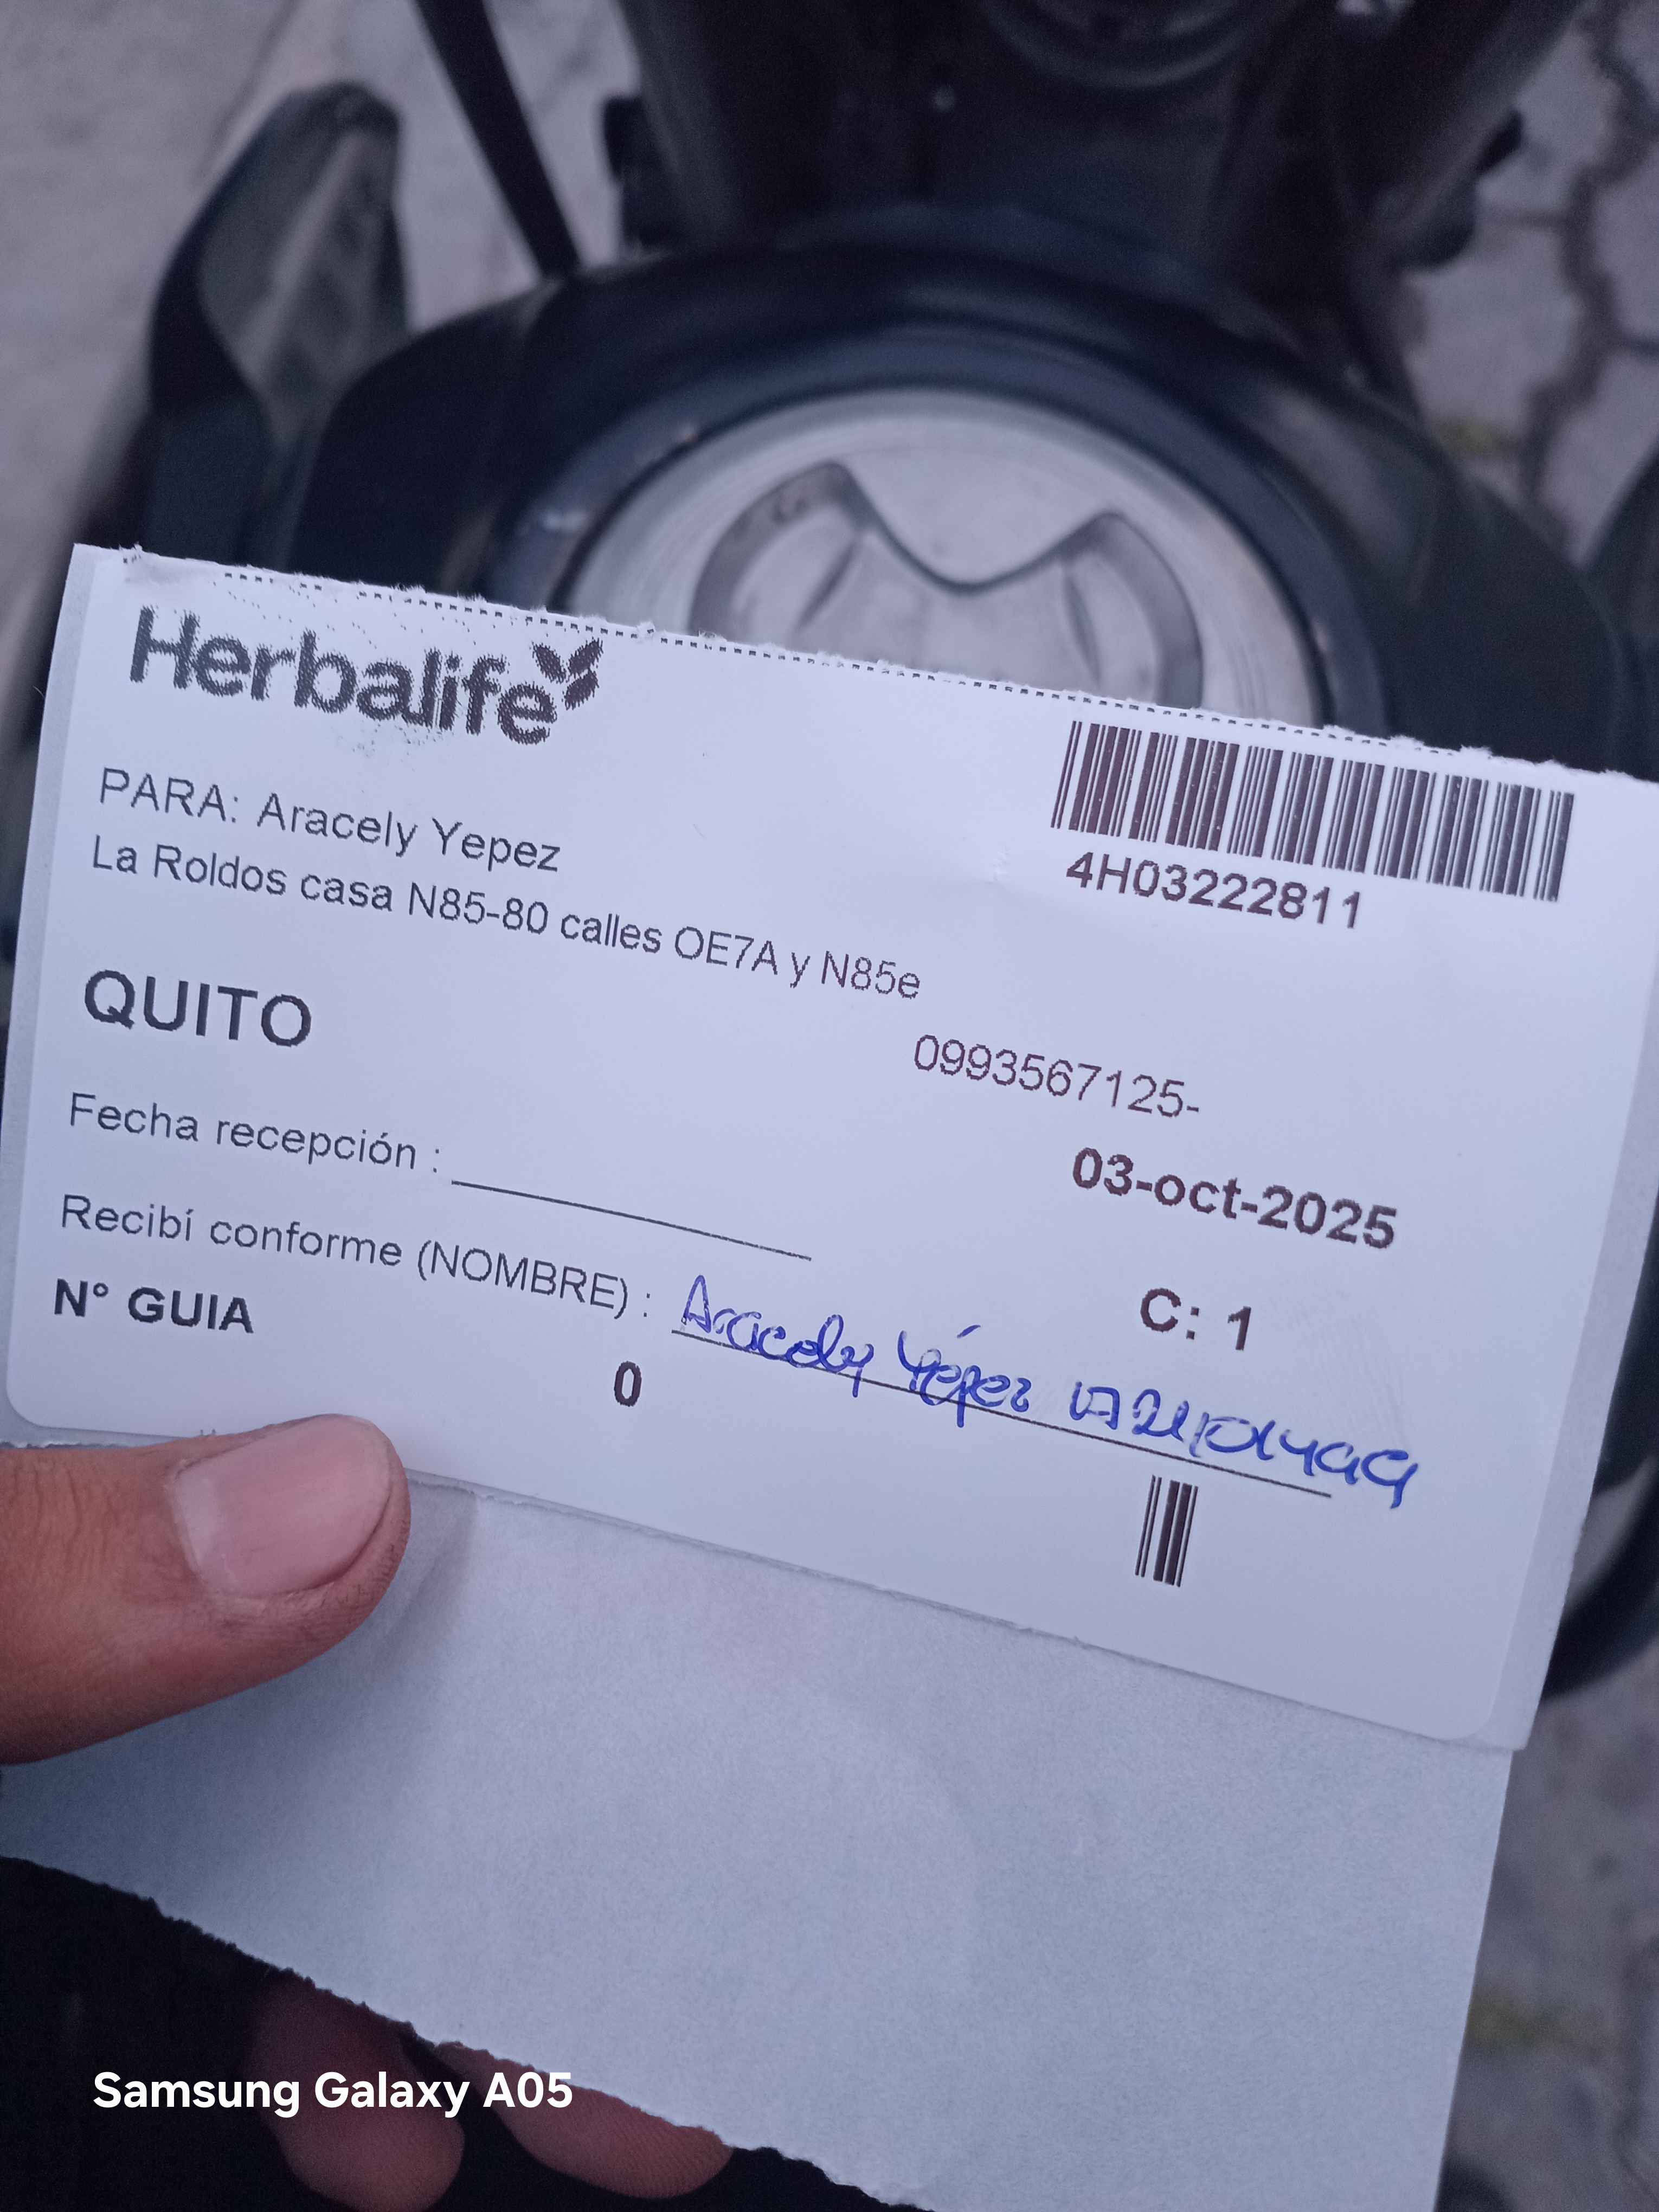 Herbalife
4H03222811
PARA: Aracely Yepez
La Roldos casa N85-80 calles OE7A y N85e
QUITO
0993567125-
Fecha recepción :
03-oct-2025
Recibí conforme (NOMBRE) : Aracely Yépez
C: 1
N° GUIA
0
Samsung Galaxy A05